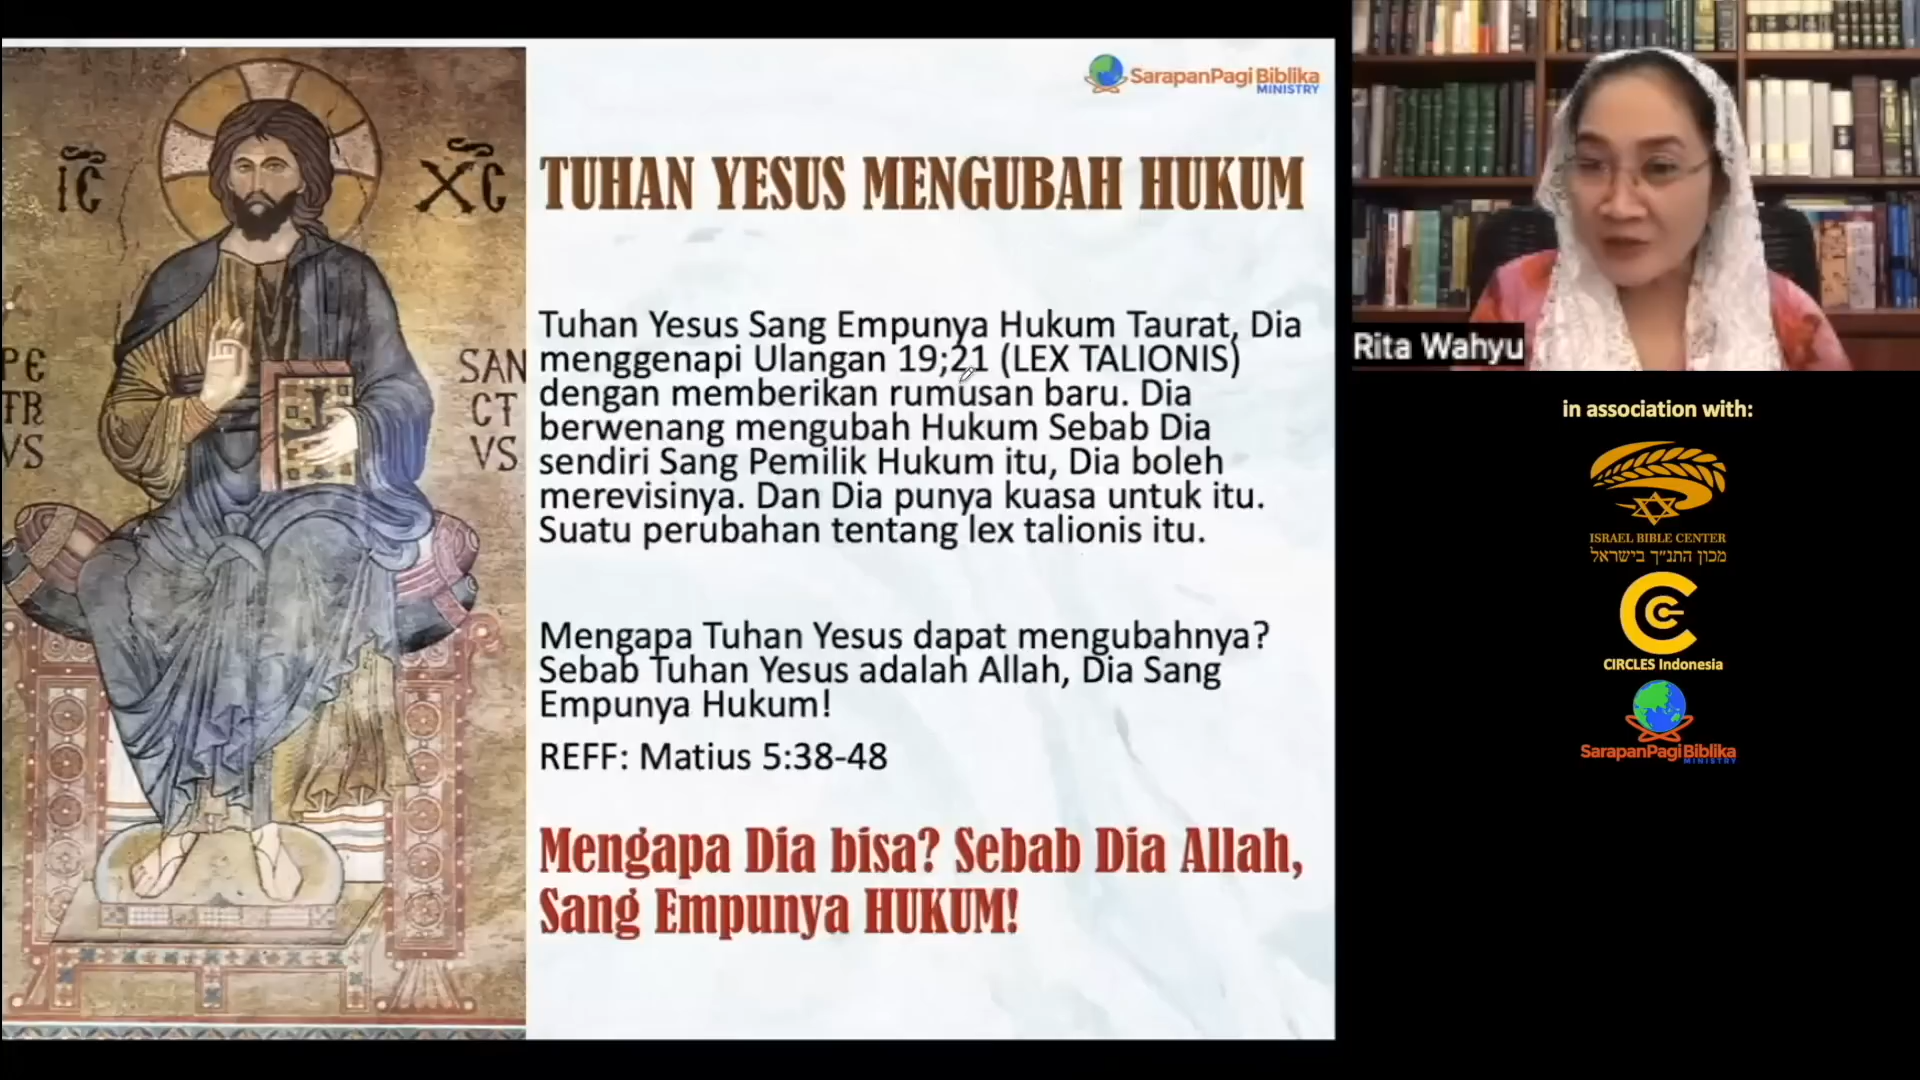 IC
XC
PE
TR
VS
SAN
CT
VS
SarapanPagi Biblika
MINISTRY
TUHAN YESUS MENGUBAH HUKUM
Tuhan Yesus Sang Empunya Hukum Taurat, Dia
menggenapi Ulangan 19;21 (LEX TALIONIS)
dengan memberikan rumusan baru. Dia
berwenang mengubah Hukum Sebab Dia
sendiri Sang Pemilik Hukum itu, Dia boleh
merevisinya. Dan Dia punya kuasa untuk itu.
Suatu perubahan tentang lex talionis itu.
Mengapa Tuhan Yesus dapat mengubahnya?
Sebab Tuhan Yesus adalah Allah, Dia Sang
Empunya Hukum!
REFF: Matius 5:38-48
Mengapa Dia bisa? Sebab Dia Allah,
Sang Empunya HUKUM!
Rita Wahyu
in association with:
ISRAEL BIBLE CENTER
מכון התנ״ך בישראל
CIRCLES Indonesia
SarapanPagi Biblika
MINISTRY